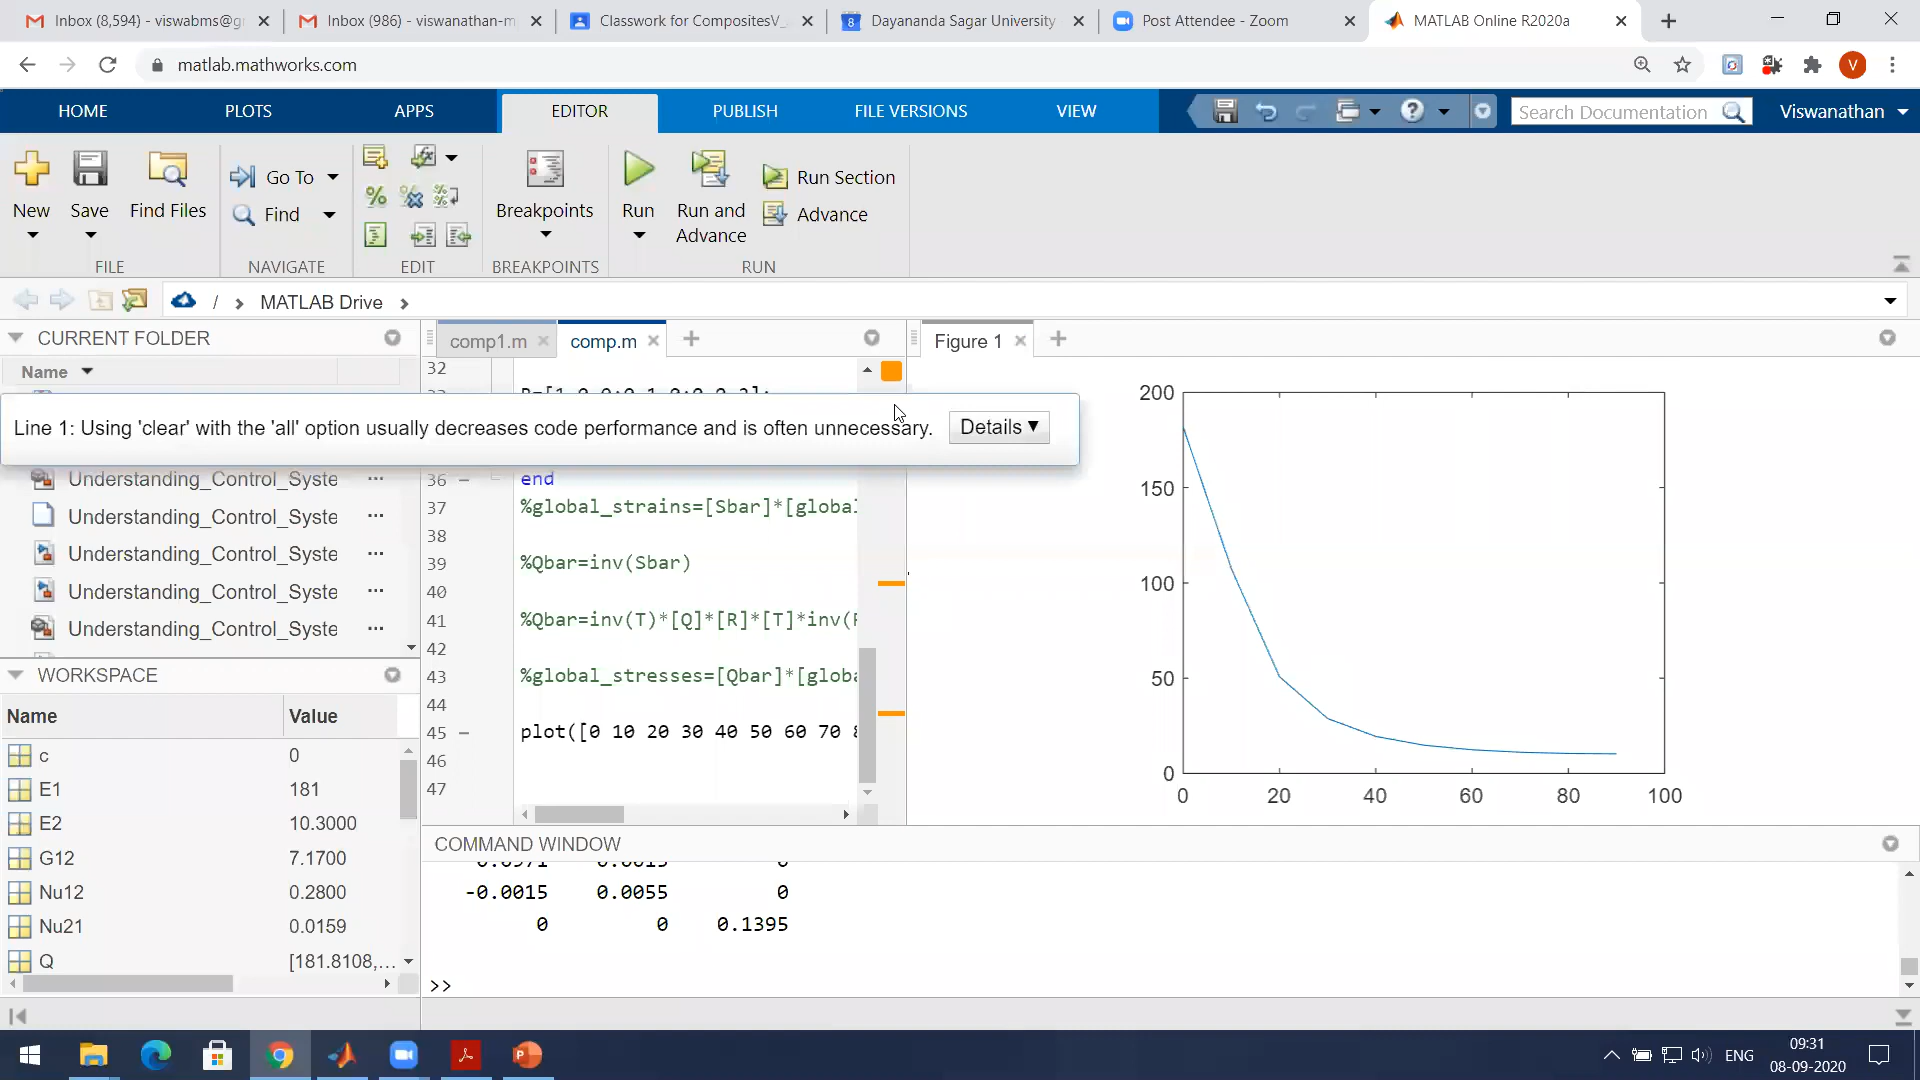 Inbox (8,594) - viswabms@g
Inbox (986) - viswanathan-m
Classwork for CompositesV_
Dayananda Sagar University
Post Attendee - Zoom
MATLAB Online R2020a
matlab.mathworks.com
V
HOME PLOTS APPS EDITOR PUBLISH FILE VERSIONS VIEW
Search Documentation
Viswanathan
New
Save
Find Files
Go To
Find
Breakpoints
Run
Run and Advance
Run Section
Advance
FILE NAVIGATE EDIT BREAKPOINTS RUN
/ MATLAB Drive
CURRENT FOLDER
Name
comp1.m
comp.m
Figure 1
32
Line 1: Using 'clear' with the 'all' option usually decreases code performance and is often unnecessary.
Details
Understanding_Control_Syste ...
Understanding_Control_Syste ...
Understanding_Control_Syste ...
Understanding_Control_Syste ...
Understanding_Control_Syste ...
36 end
37 %global_strains=[Sbar]*[global
38
39 %Qbar=inv(Sbar)
40
41 %Qbar=inv(T)*[Q]*[R]*[T]*inv(
42
43 %global_stresses=[Qbar]*[globa
44
45 plot([0 10 20 30 40 50 60 70
46
47
200
150
100
50
0
0 20 40 60 80 100
WORKSPACE
Name Value
c 0
E1 181
E2 10.3000
G12 7.1700
Nu12 0.2800
Nu21 0.0159
Q [181.8108,...
COMMAND WINDOW
-0.0015 0.0055 0
0 0 0.1395
>>
ENG
09:31
08-09-2020